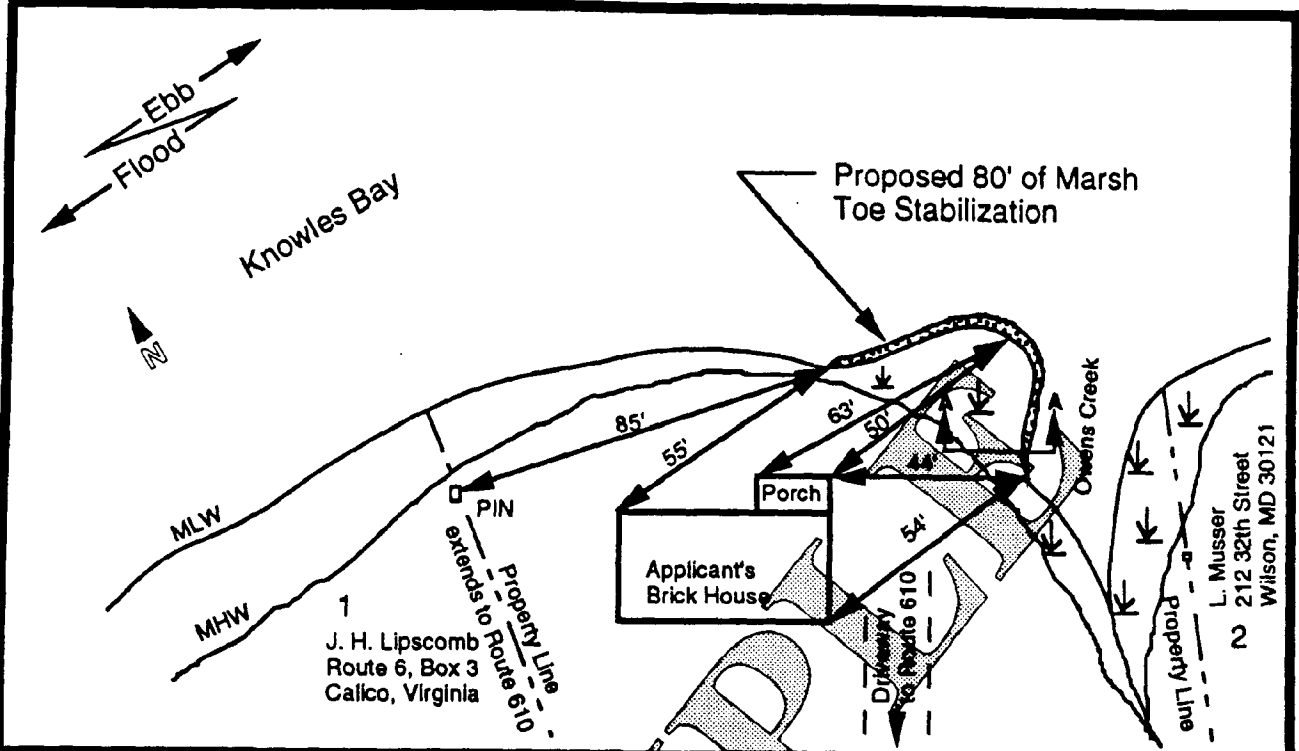 Ebb
Flood
Knowles Bay
N
Proposed 80' of Marsh
Toe Stabilization
MLW
MHW
85'
55'
63'
50'
44'
54'
PIN
Porch
Applicant's
Brick House
A
A
Owens Creek
Property Line
extends to Route 610
1
J. H. Lipscomb
Route 6, Box 3
Calico, Virginia
Driveway
to Route 610
Property Line
L. Musser
212 32th Street
Wilson, MD 30121
2